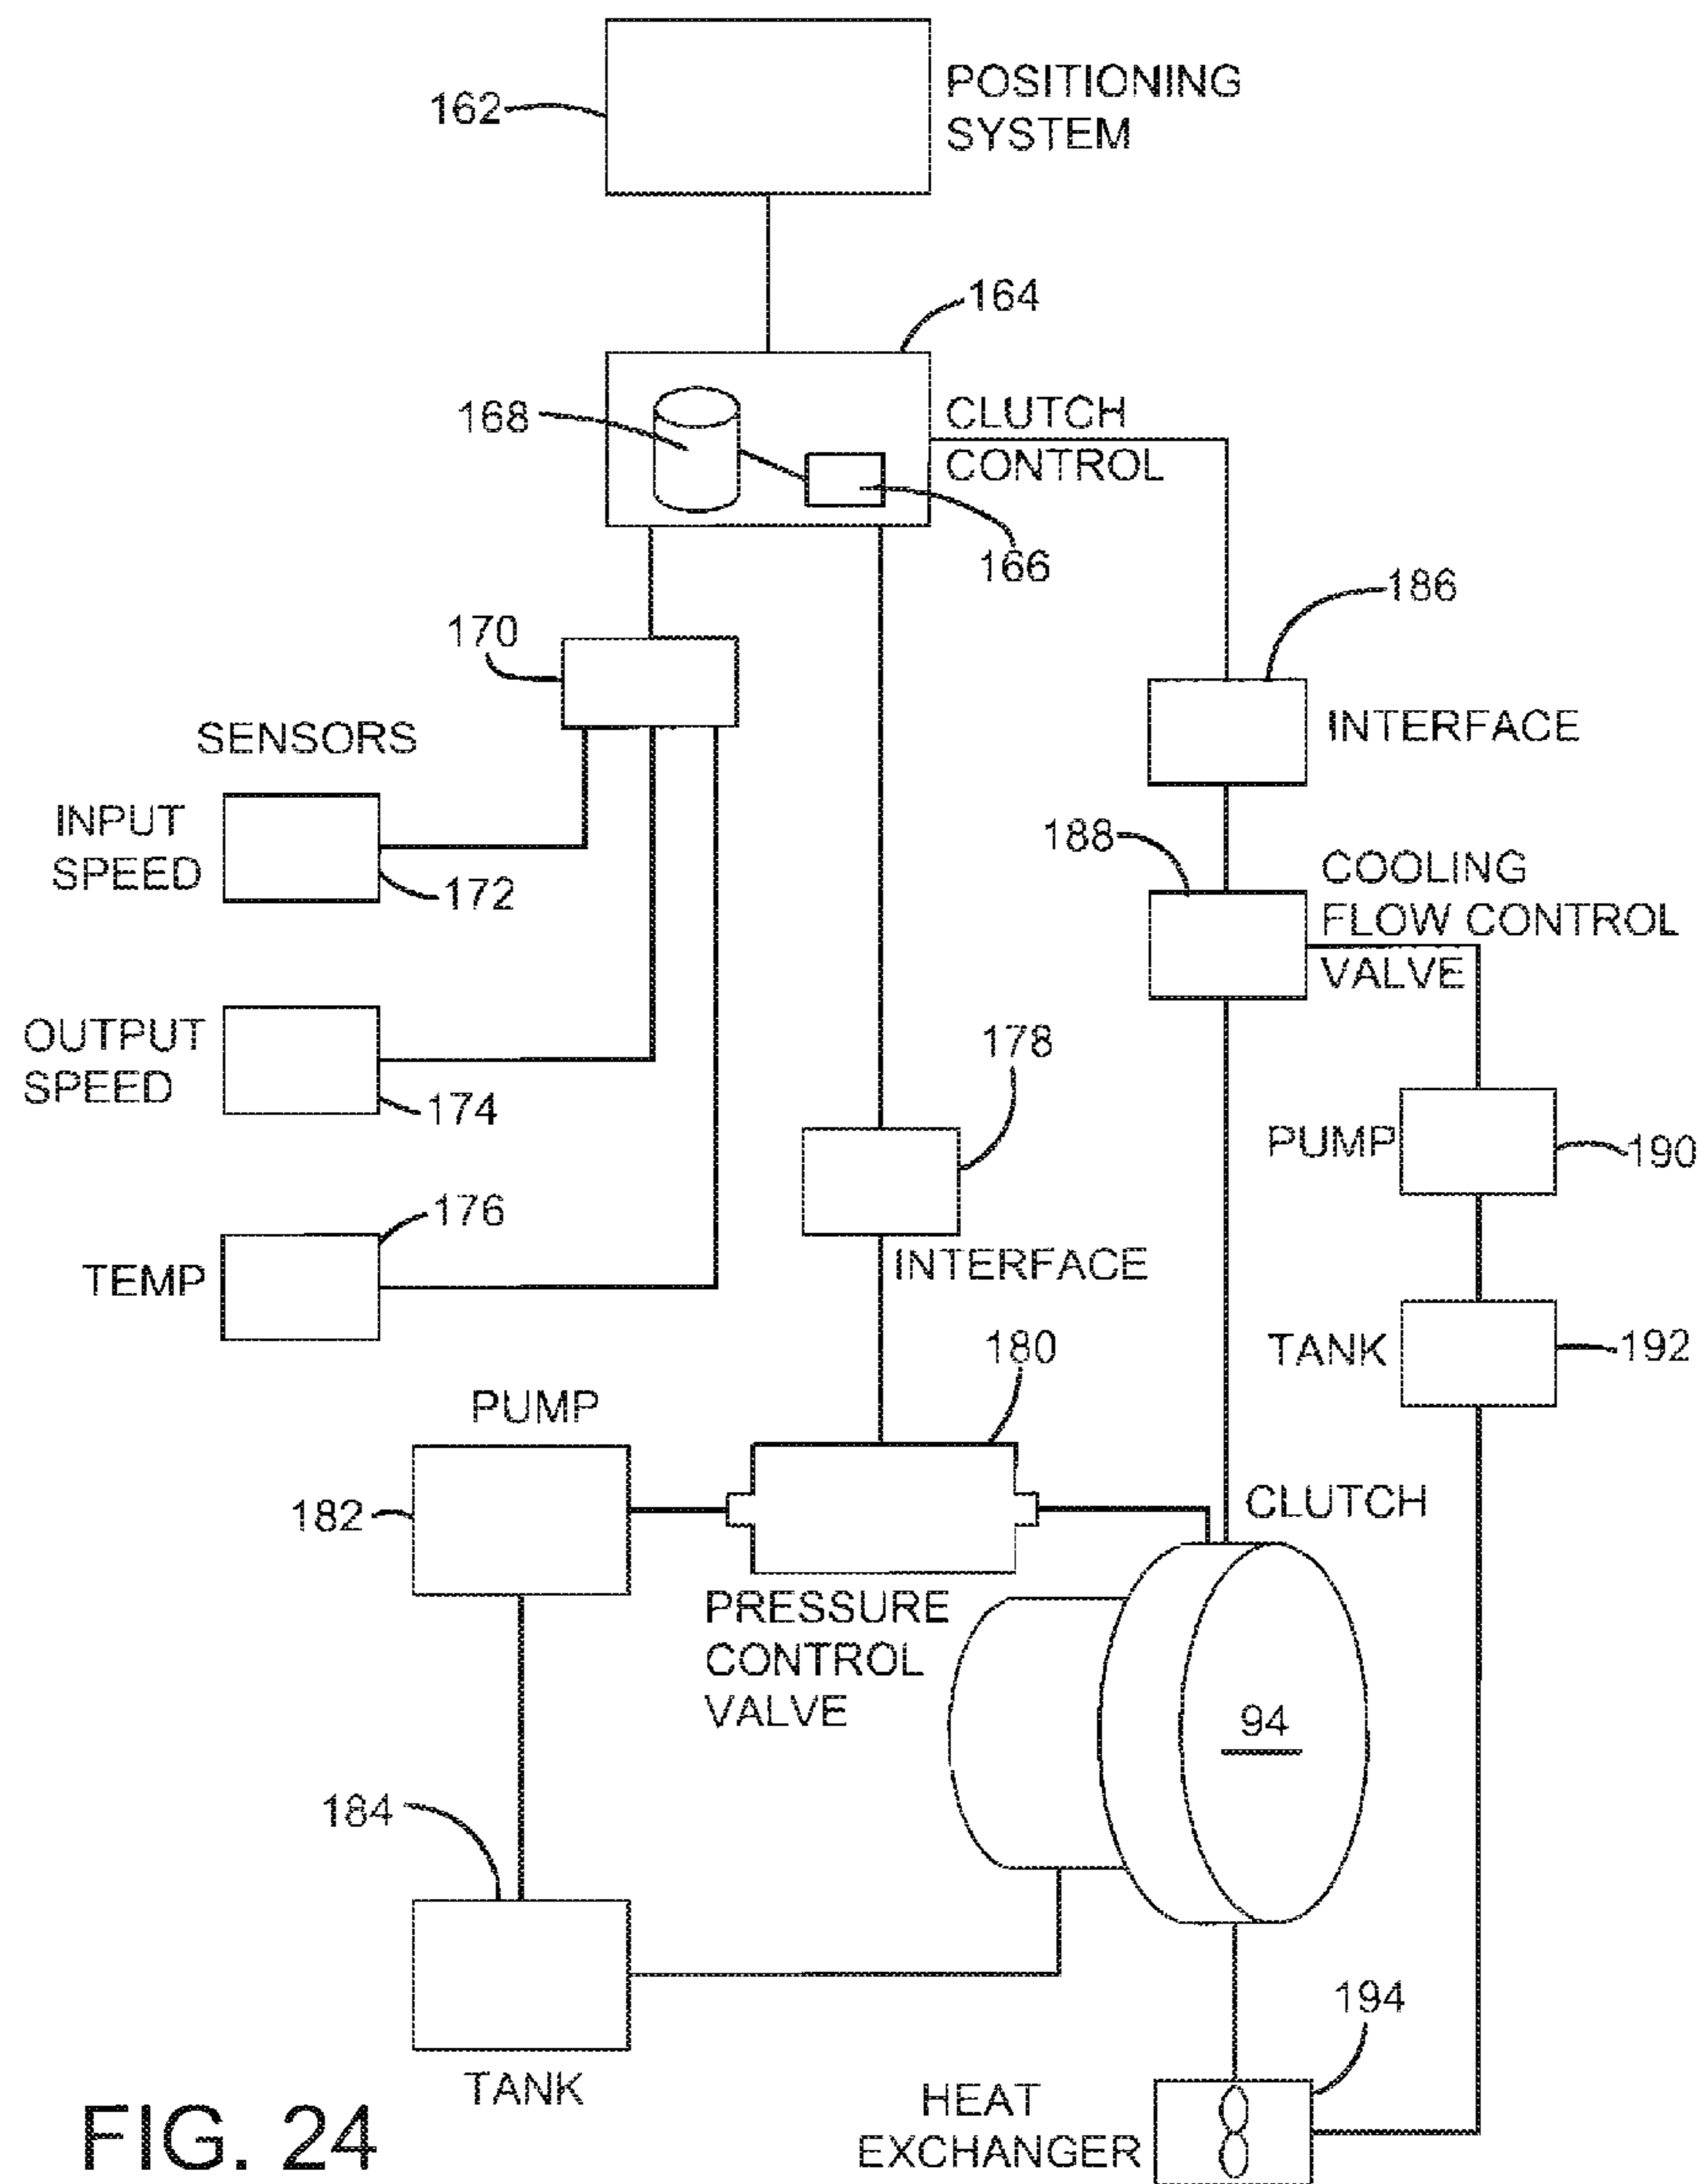 162
POSITIONING
SYSTEM
164
168
CLUTCH
CONTROL
166
186
170
SENSORS
INTERFACE
INPUT
SPEED
172
188
COOLING
FLOW CONTROL
VALVE
OUTPUT
SPEED
174
178
PUMP
190
176
TEMP
INTERFACE
180
TANK
192
PUMP
182
CLUTCH
PRESSURE
CONTROL
VALVE
94
184
194
TANK
HEAT
EXCHANGER
FIG. 24